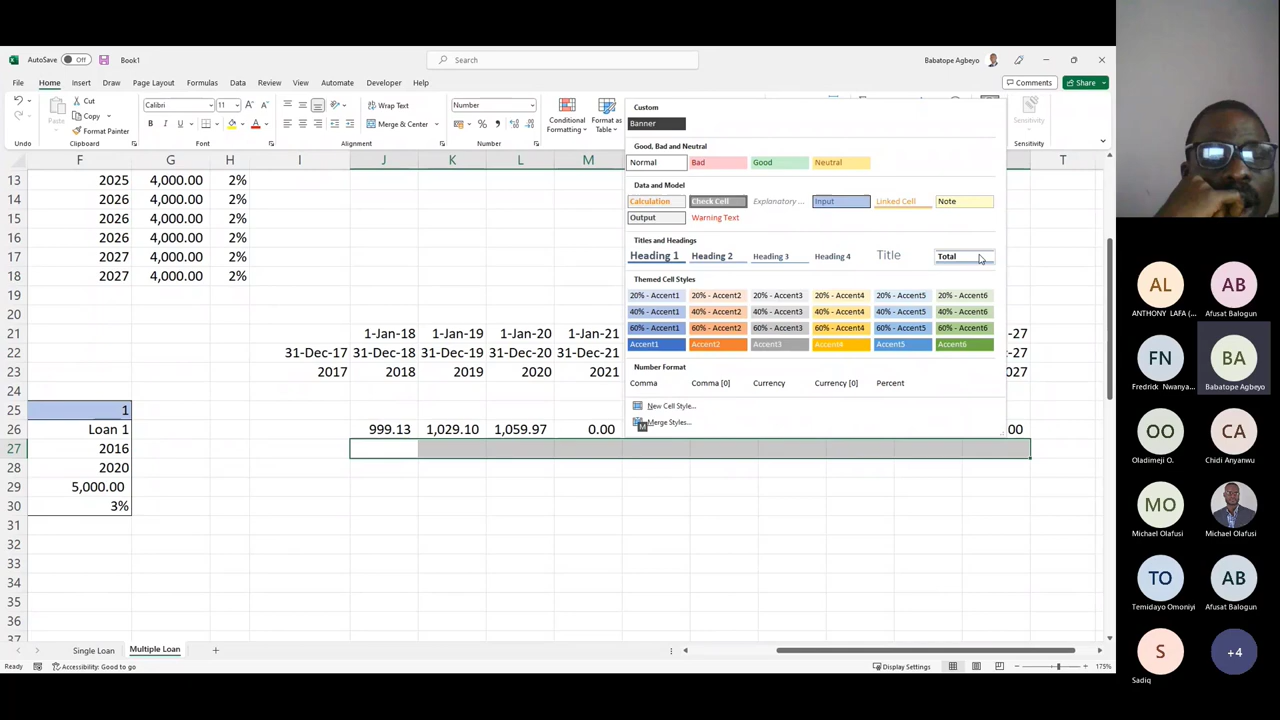 AutoSave Off Book1 Search Babatope Agbeyo
File Home Insert Draw Page Layout Formulas Data Review View Automate Developer Help Comments Share
Paste Cut Copy Format Painter
Calibri 11 B I U A
Wrap Text Merge & Center
Number %
Conditional Formatting Format as Table Sensitivity
Clipboard Font Alignment Number Sensitivity
F G H I J K L M T
13 2025 4,000.00 2%
14 2026 4,000.00 2%
15 2026 4,000.00 2%
16 2026 4,000.00 2%
17 2027 4,000.00 2%
18 2027 4,000.00 2%
19
20
21 1-Jan-18 1-Jan-19 1-Jan-20 1-Jan-21 -27
22 31-Dec-17 31-Dec-18 31-Dec-19 31-Dec-20 31-Dec-21 -27
23 2017 2018 2019 2020 2021 027
24
25 1
26 Loan 1 999.13 1,029.10 1,059.97 0.00 00
27 2016
28 2020
29 5,000.00
30 3%
31
32
33
34
35
36
37
Custom
Banner
Good, Bad and Neutral
Normal Bad Good Neutral
Data and Model
Calculation Check Cell Explanatory ... Input Linked Cell Note
Output Warning Text
Titles and Headings
Heading 1 Heading 2 Heading 3 Heading 4 Title Total
Themed Cell Styles
20% - Accent1 20% - Accent2 20% - Accent3 20% - Accent4 20% - Accent5 20% - Accent6
40% - Accent1 40% - Accent2 40% - Accent3 40% - Accent4 40% - Accent5 40% - Accent6
60% - Accent1 60% - Accent2 60% - Accent3 60% - Accent4 60% - Accent5 60% - Accent6
Accent1 Accent2 Accent3 Accent4 Accent5 Accent6
Number Format
Comma Comma [0] Currency Currency [0] Percent
New Cell Style...
M Merge Styles...
Single Loan Multiple Loan
Ready Accessibility: Good to go Display Settings 175%
AL AB
ANTHONY LAFA (... Afusat Balogun
FN BA
Fredrick Nwanya... Babatope Agbeyo
OO CA
Oladimeji O. Chidi Anyanwu
MO
Michael Olafusi Michael Olafusi
TO AB
Temidayo Omoniyi Afusat Balogun
S +4
Sadiq